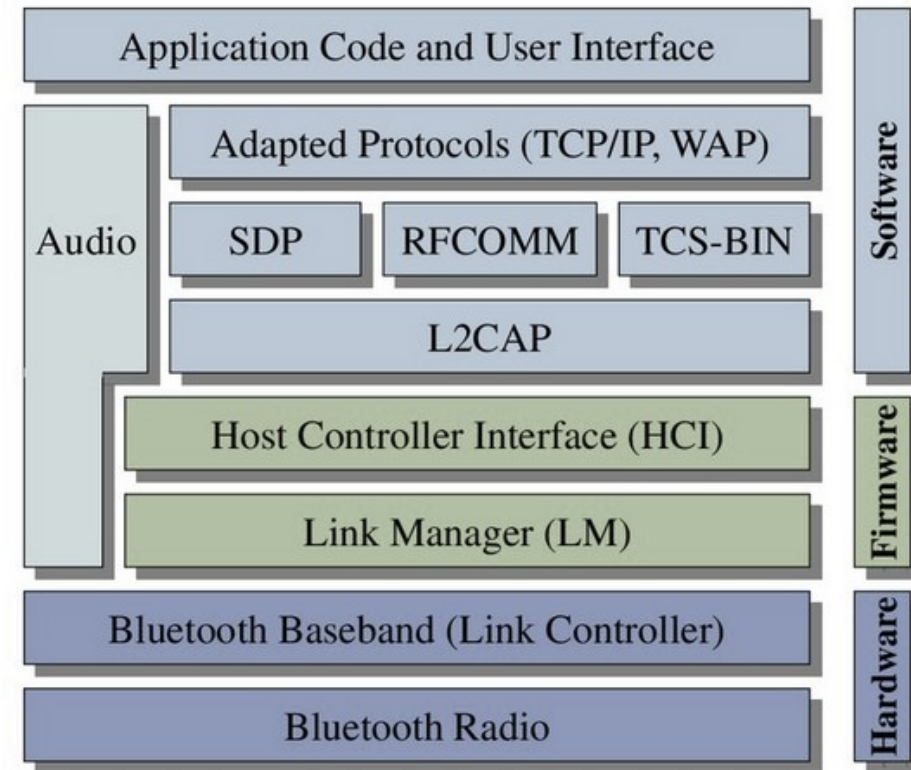 Application Code and User Interface
Adapted Protocols (TCP/IP, WAP)
Audio
SDP
RFCOMM
TCS-BIN
L2CAP
Host Controller Interface (HCI)
Link Manager (LM)
Bluetooth Baseband (Link Controller)
Bluetooth Radio
Software
Firmware
Hardware